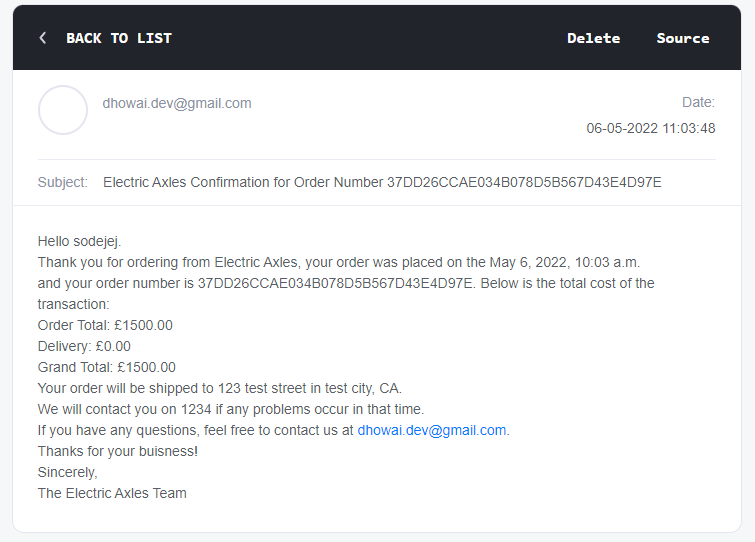 BACK TO LIST
Delete
Source
dhowai.dev@gmail.com
Date:
06-05-2022 11:03:48
Subject: Electric Axles Confirmation for Order Number 37DD26CCAE034B078D5B567D43E4D97E
Hello sodejej.
Thank you for ordering from Electric Axles, your order was placed on the May 6, 2022, 10:03 a.m.
and your order number is 37DD26CCAE034B078D5B567D43E4D97E. Below is the total cost of the
transaction:
Order Total: £1500.00
Delivery: £0.00
Grand Total: £1500.00
Your order will be shipped to 123 test street in test city, CA.
We will contact you on 1234 if any problems occur in that time.
If you have any questions, feel free to contact us at dhowai.dev@gmail.com.
Thanks for your buisness!
Sincerely,
The Electric Axles Team